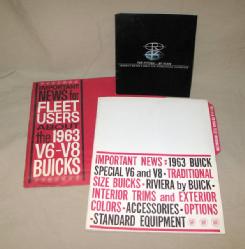 IMPORTANT
NEWS for
FLEET
USERS
ABOUT
the 1963
V6-V8
BUICKS
IMPORTANT NEWS: 1963 BUICK
SPECIAL V6 and V8 - TRADITIONAL
SIZE BUICKS - RIVIERA by BUICK -
INTERIOR TRIMS and EXTERIOR
COLORS - ACCESSORIES - OPTIONS
- STANDARD EQUIPMENT